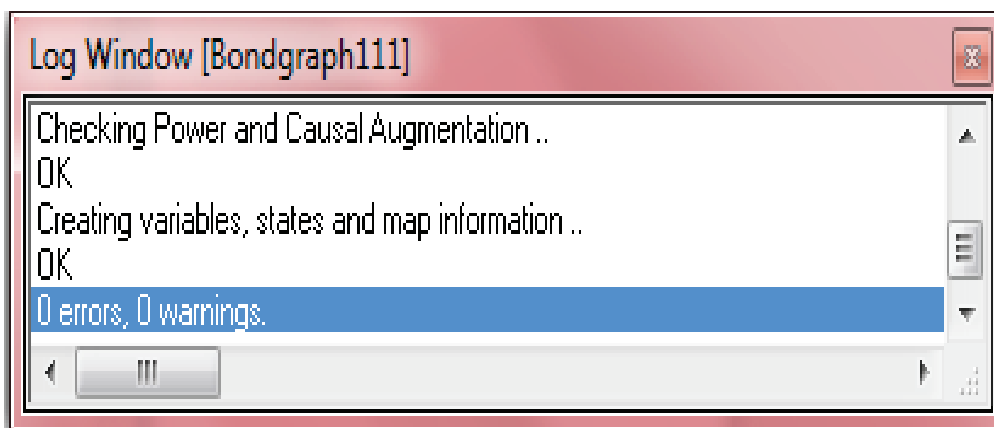 Log Window [Bondgraph111]
Checking Power and Causal Augmentation ..
OK
Creating variables, states and map information ..
OK
0 errors, 0 warnings.